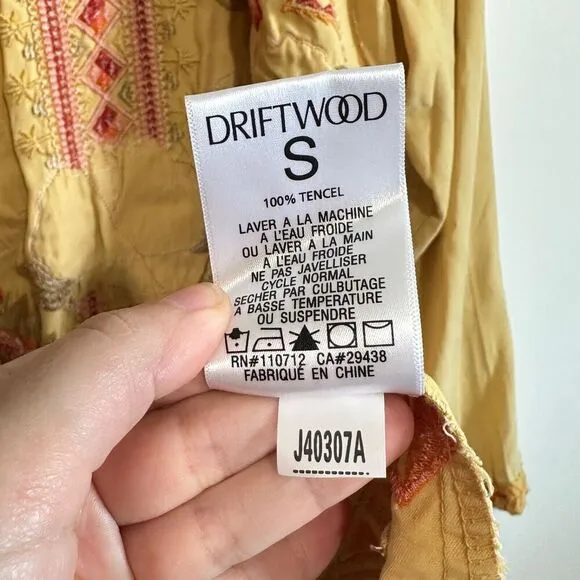 DRIFTWOOD
S
100% TENCEL
LAVER A LA MACHINE
A L'EAU FROIDE
OU LAVER A LA MAIN
A L'EAU FROIDE
NE PAS JAVELLISER
CYCLE NORMAL
SECHER PAR CULBUTAGE
A BASSE TEMPERATURE
OU SUSPENDRE
RN#110712 CA#29438
FABRIQUÉ EN CHINE
J40307A